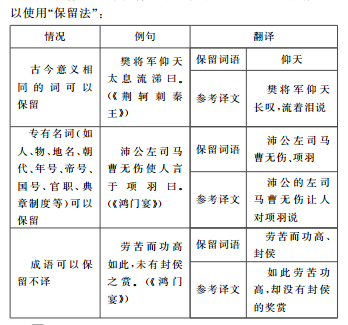 以使用“保留法”：
情况
例句
翻译
古今意义相
同的词可以
保留
樊将军仰天
太息流涕曰。
(《荆轲刺秦
王》)
保留词语
仰天
参考译文
樊将军仰天
长叹，流着泪说
专有名词(如
人、物、地名、朝
代、年号、帝号、
国号、官职、典
章制度等)可以
保留
沛公左司马
曹无伤使人言
于项羽曰。
(《鸿门宴》)
保留词语
沛公左司马
曹无伤、项羽
参考译文
沛公的左司
马曹无伤让人
对项羽说
成语可以保
留不译
劳苦而功高
如此，未有封侯
之赏。(《鸿门
宴》)
保留词语
劳苦而功高、
封侯
参考译文
如此劳苦功
高，却没有封侯
的奖赏